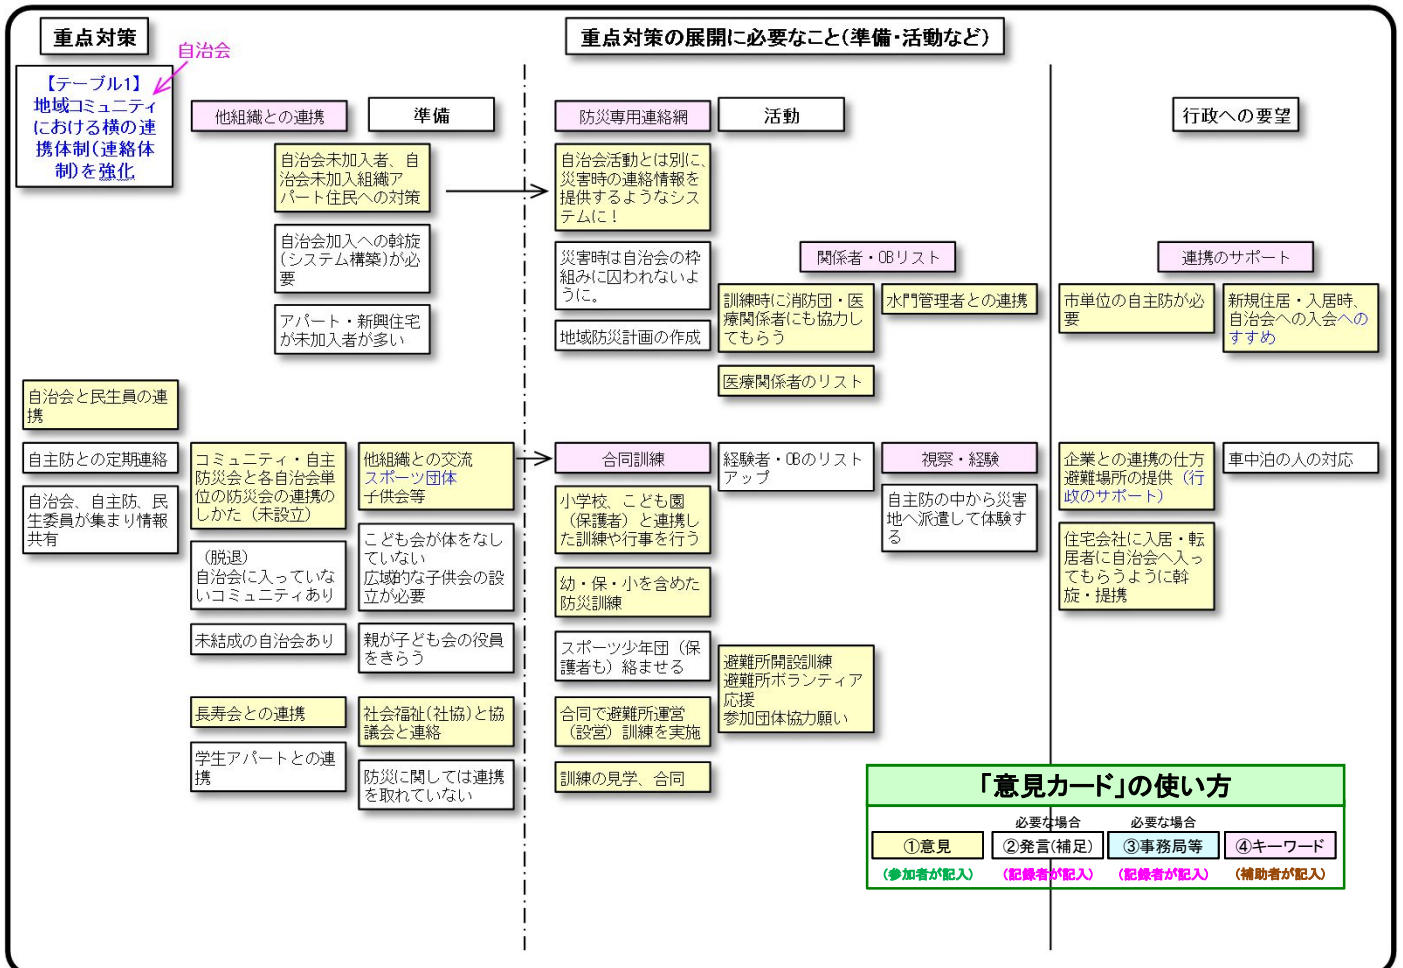 重点対策
自治会
重点対策の展開に必要なこと(準備・活動など)
【テーブル1】
地域コミュニティ
における横の連
携体制(連絡体
制)を強化
他組織との連携
準備
防災専用連絡網
活動
行政への要望
自治会未加入者、自
治会未加入組織ア
パート住民への対策
自治会加入への斡旋
(システム構築)が必
要
アパート・新興住宅
が未加入者が多い
自治会活動とは別に、
災害時の連絡情報を
提供するようなシス
テムに！
災害時は自治会の枠
組みに囚われないよ
うに。
地域防災計画の作成
関係者・OBリスト
訓練時に消防団・医
療関係者にも協力し
てもらう
水門管理者との連携
医療関係者のリスト
連携のサポート
市単位の自主防が必
要
新規住居・入居時、
自治会への入会への
すすめ
自治会と民生員の連
携
自主防との定期連絡
自治会、自主防、民
生委員が集まり情報
共有
コミュニティ・自主
防災会と各自治会単
位の防災会の連携の
しかた（未設立）
（脱退）
自治会に入っていな
いコミュニティあり
未結成の自治会あり
長寿会との連携
学生アパートとの連
携
他組織との交流
スポーツ団体
子供会等
こども会が体をなし
ていない
広域的な子供会の設
立が必要
親が子ども会の役員
をきらう
社会福祉(社協)と協
議会と連絡
防災に関しては連携
を取れていない
合同訓練
小学校、こども園
（保護者）と連携し
た訓練や行事を行う
幼・保・小を含めた
防災訓練
スポーツ少年団（保
護者も）絡ませる
合同で避難所運営
（設営）訓練を実施
訓練の見学、合同
経験者・OBのリスト
アップ
避難所開設訓練
避難所ボランティア
応援
参加団体協力願い
視察・経験
自主防の中から災害
地へ派遣して体験す
る
企業との連携の仕方
避難場所の提供（行
政のサポート）
車中泊の人の対応
住宅会社に入居・転
居者に自治会へ入っ
てもらうように斡
旋・提携
「意見カード」の使い方
必要な場合
必要な場合
①意見
②発言(補足)
③事務局等
④キーワード
(参加者が記入)
(記録者が記入)
(記録者が記入)
(補助者が記入)